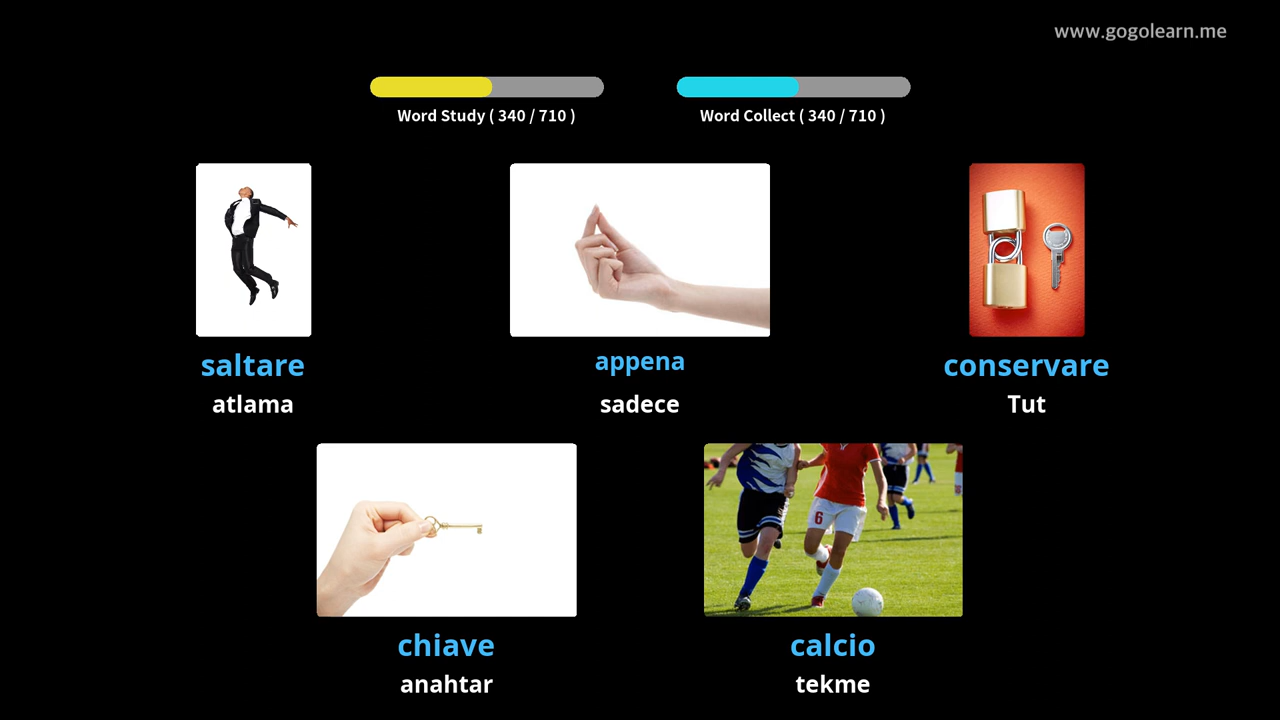 www.gogolearn.me
Word Study ( 340 / 710 )
Word Collect ( 340 / 710 )
saltare
atlama
appena
sadece
conservare
Tut
chiave
anahtar
6
calcio
tekme